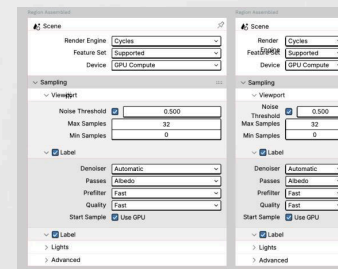 Region Assembled
Scene
Render Engine Cycles
Feature Set Supported
Device GPU Compute
Sampling
Viewport
Noise Threshold 0.500
Max Samples 32
Min Samples 0
Label
Denoiser Automatic
Passes Albedo
Prefilter Fast
Quality Fast
Start Sample Use GPU
Label
Lights
Advanced
Region Assembled
Scene
Render Engine Cycles
Feature Set Supported
Device GPU Compute
Sampling
Viewport
Noise
Threshold 0.500
Max Samples 32
Min Samples 0
Label
Denoiser Automatic
Passes Albedo
Prefilter Fast
Quality Fast
Start Sample Use GPU
Label
Lights
Advanced